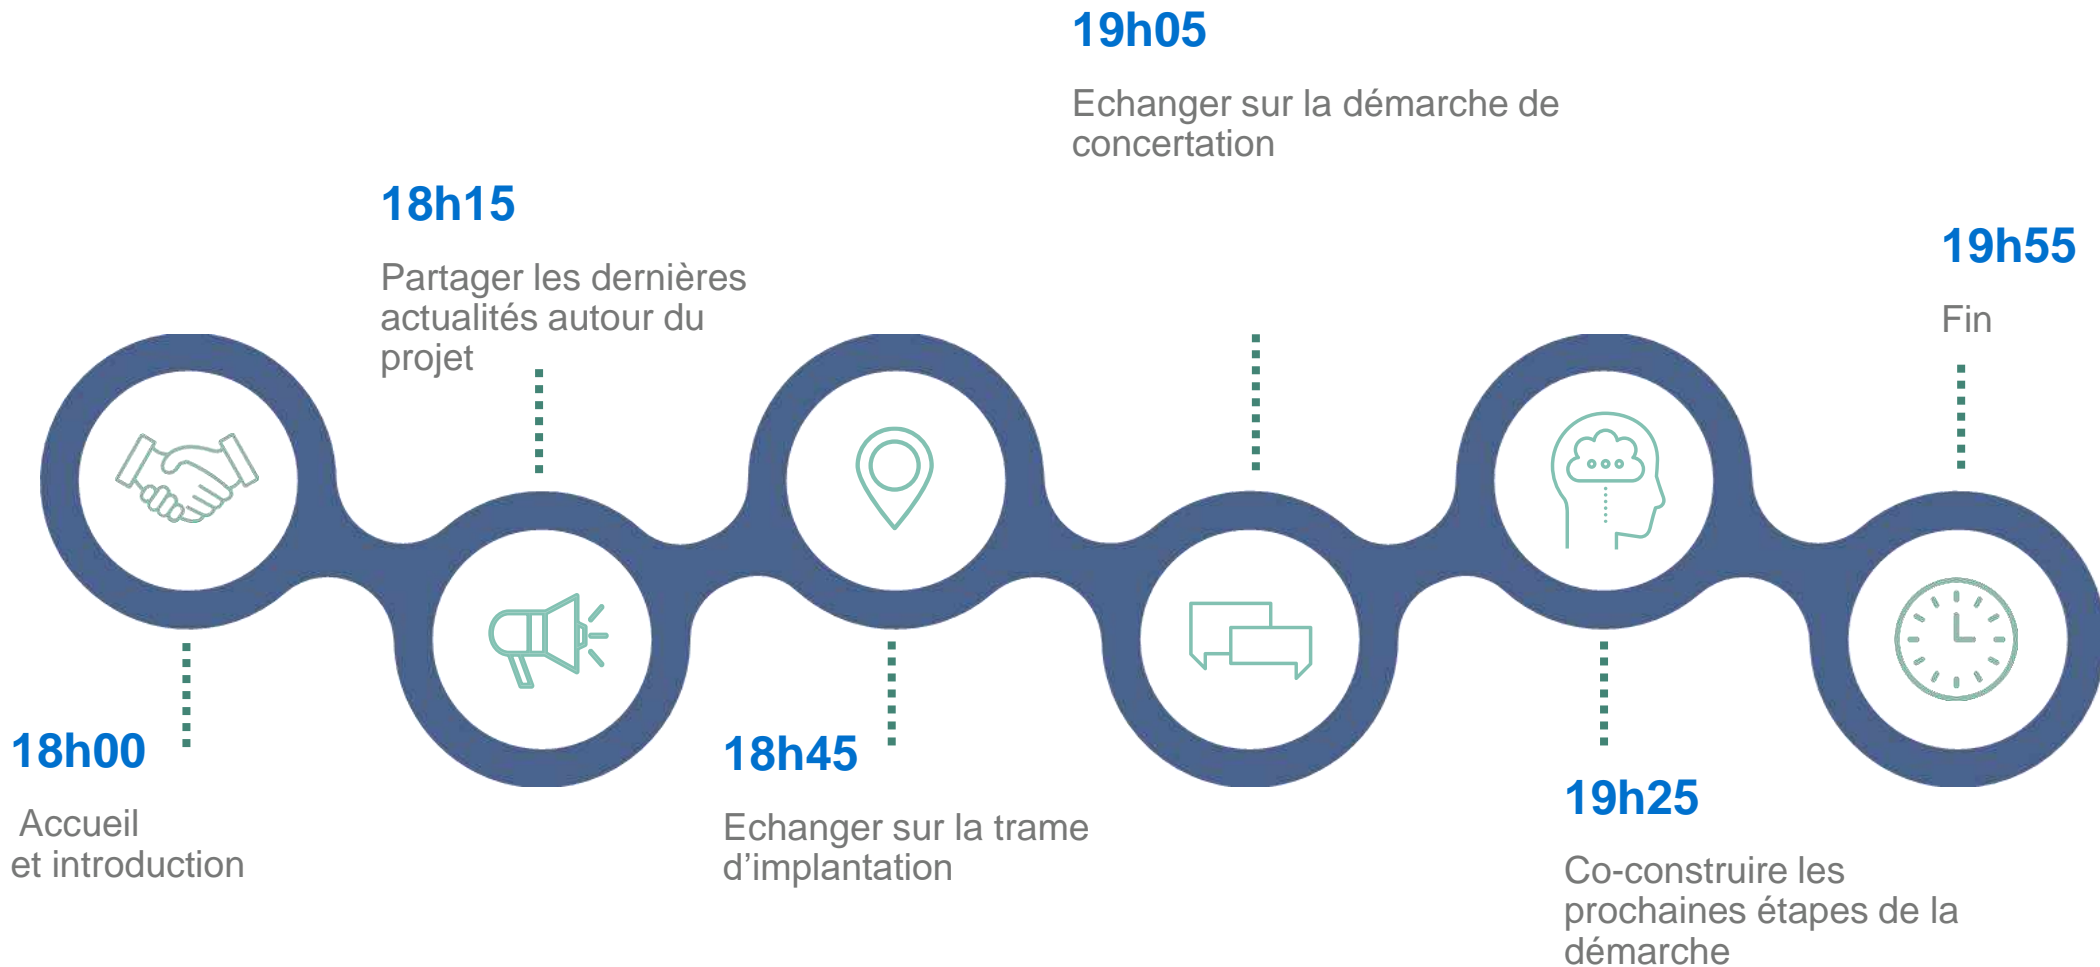 18h00
Accueil
et introduction
18h15
Partager les dernières
actualités autour du
projet
18h45
Echanger sur la trame
d’implantation
19h05
Echanger sur la démarche de
concertation
19h25
Co-construire les
prochaines étapes de la
démarche
19h55
Fin